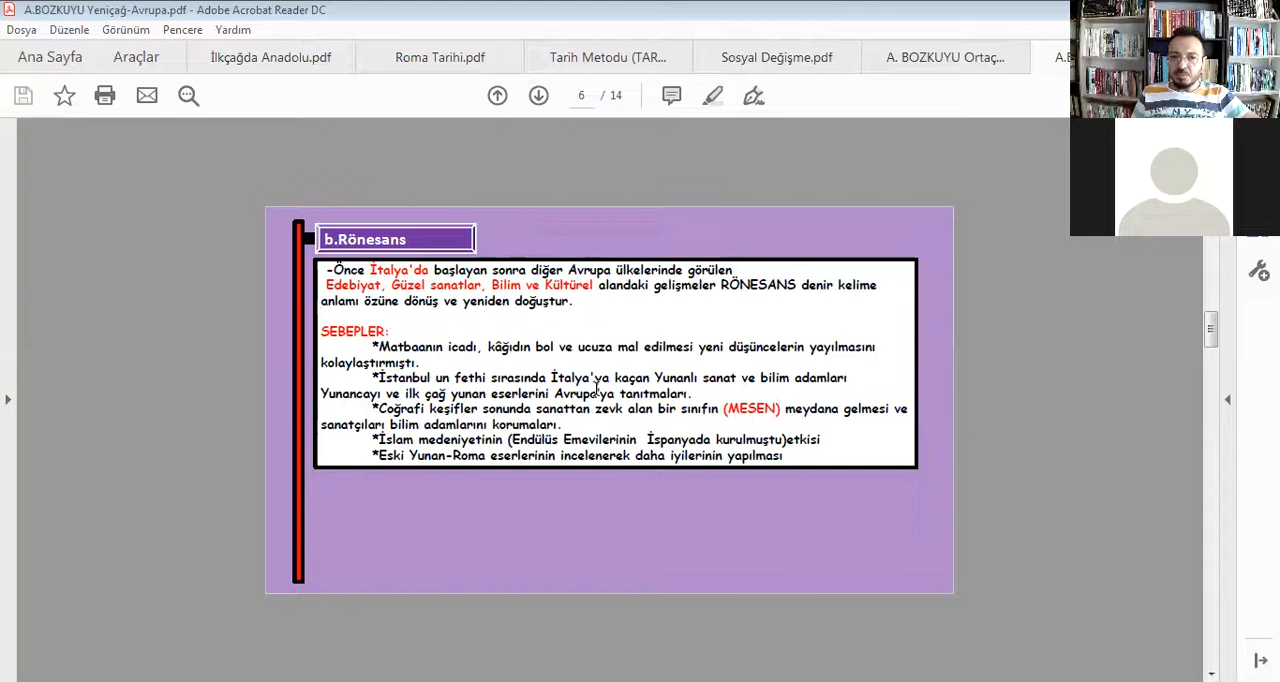 A.BOZKUYU Yeniçağ-Avrupa.pdf - Adobe Acrobat Reader DC
Dosya Düzenle Görünüm Pencere Yardım
Ana Sayfa Araçlar İlkçağda Anadolu.pdf Roma Tarihi.pdf Tarih Metodu (TAR... Sosyal Değişme.pdf A. BOZKUYU Ortaç... A.B
6 / 14
b.Rönesans
-Önce İtalya'da başlayan sonra diğer Avrupa ülkelerinde görülen
Edebiyat, Güzel sanatlar, Bilim ve Kültürel alandaki gelişmeler RÖNESANS denir kelime
anlamı özüne dönüş ve yeniden doğuştur.
SEBEPLER:
*Matbaanın icadı, kâğıdın bol ve ucuza mal edilmesi yeni düşüncelerin yayılmasını
kolaylaştırmıştı.
*İstanbul un fethi sırasında İtalya'ya kaçan Yunanlı sanat ve bilim adamları
Yunancayı ve ilk çağ yunan eserlerini Avrupa'ya tanıtmaları.
*Coğrafi keşifler sonunda sanattan zevk alan bir sınıfın (MESEN) meydana gelmesi ve
sanatçıları bilim adamlarını korumaları.
*İslam medeniyetinin (Endülüs Emevilerinin İspanyada kurulmuştu)etkisi
*Eski Yunan-Roma eserlerinin incelenerek daha iyilerinin yapılması